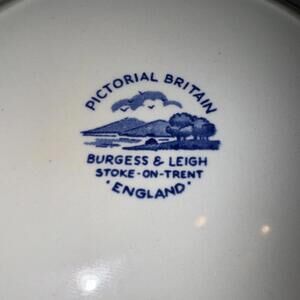 PICTORIAL BRITAIN
BURGESS & LEIGH
STOKE-ON-TRENT
·ENGLAND·